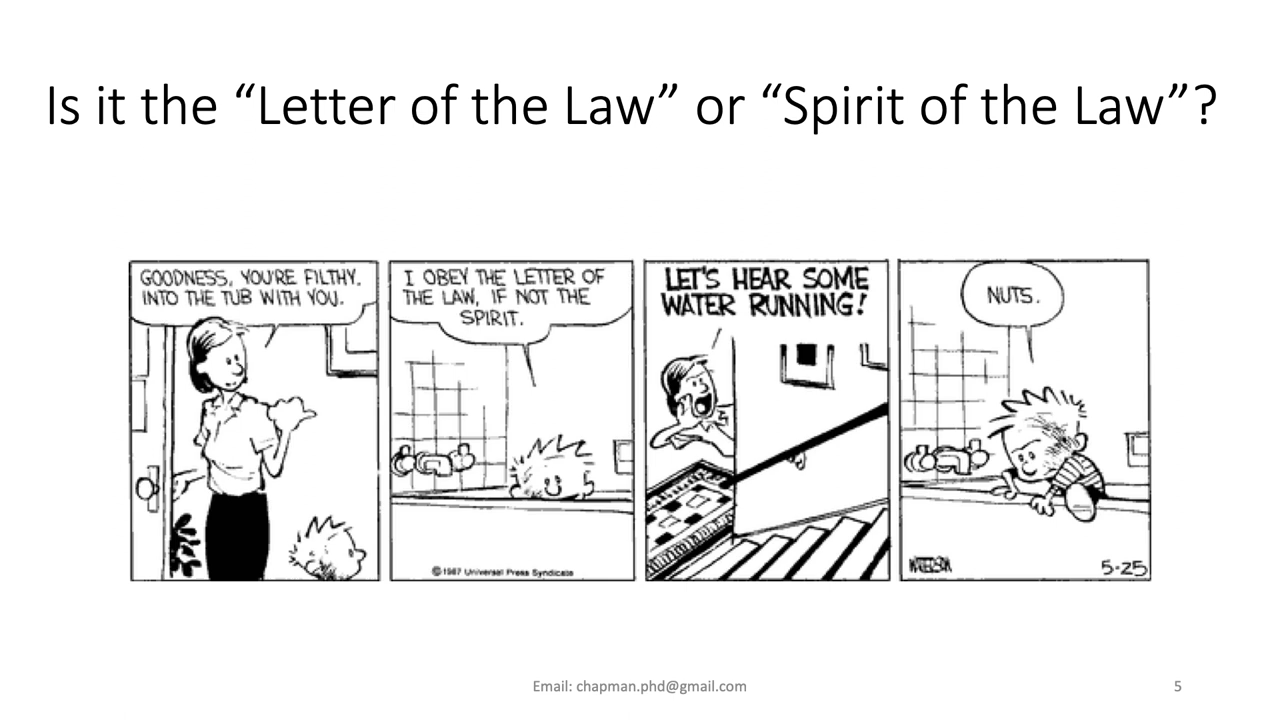 Is it the “Letter of the Law” or “Spirit of the Law”?
GOODNESS, YOU'RE FILTHY.
INTO THE TUB WITH YOU.
I OBEY THE LETTER OF
THE LAW, IF NOT THE
SPIRIT.
©1987 Universal Press Syndicate
LET'S HEAR SOME
WATER RUNNING!
NUTS.
WATTERSON
5-25
Email: chapman.phd@gmail.com
5